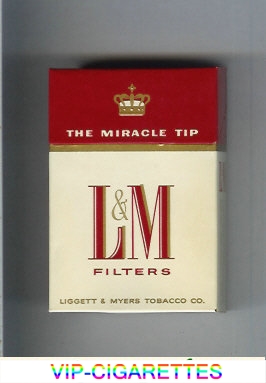 THE MIRACLE TIP
L&M
FILTERS
LIGGETT & MYERS TOBACCO CO.
VIP-CIGARETTES